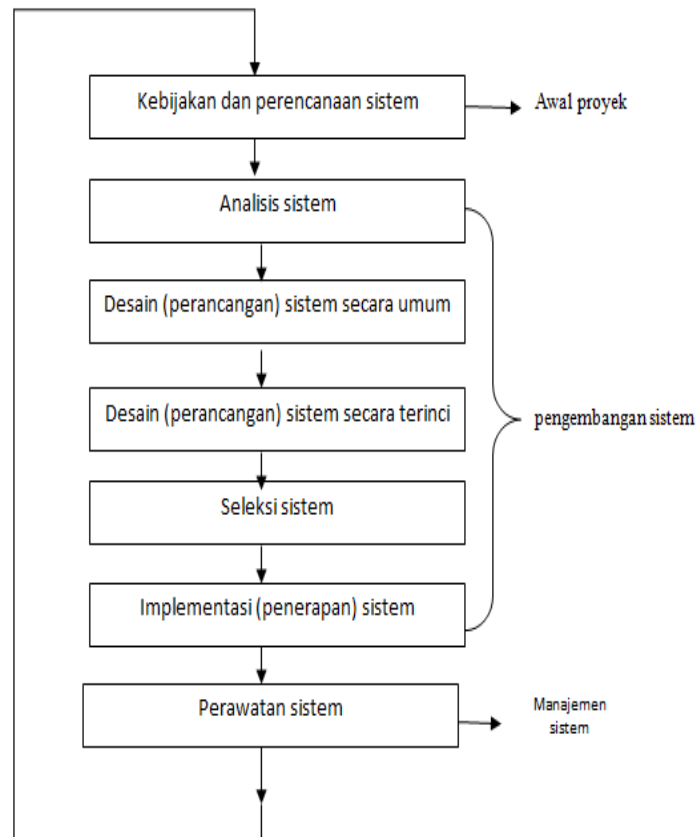 Kebijakan dan perencanaan sistem
Awal proyek
Analisis sistem
Desain (perancangan) sistem secara umum
Desain (perancangan) sistem secara terinci
pengembangan sistem
Seleksi sistem
Implementasi (penerapan) sistem
Perawatan sistem
Manajemen
sistem